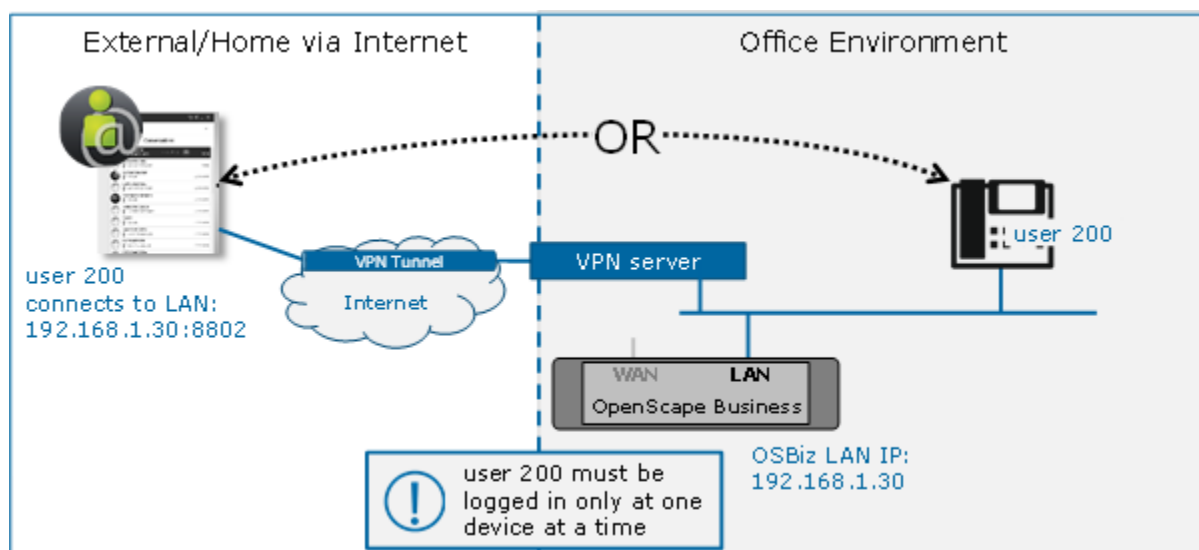 External/Home via Internet
Office Environment
@
OR
user 200
VPN Tunnel
VPN server
Internet
user 200
connects to LAN:
192.168.1.30:8802
WAN
LAN
OpenScape Business
OSBiz LAN IP:
192.168.1.30
! user 200 must be
logged in only at one
device at a time